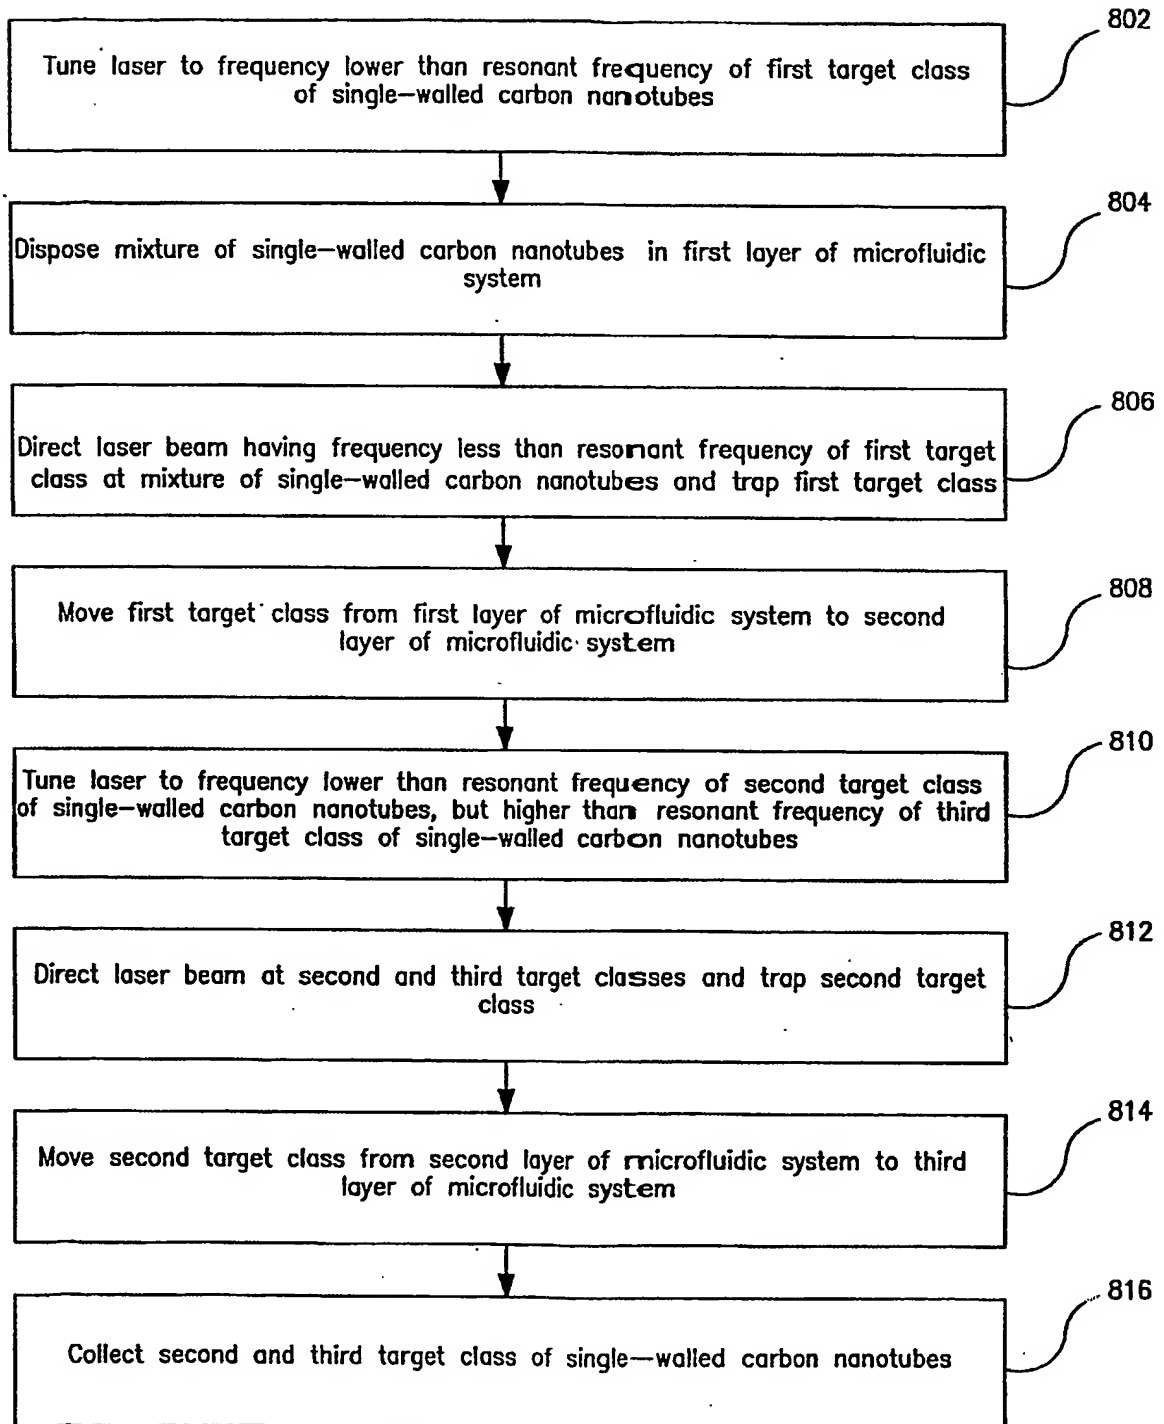 802
Tune laser to frequency lower than resonant frequency of first target class
of single-walled carbon nanotubes
804
Dispose mixture of single-walled carbon nanotubes in first layer of microfluidic
system
806
Direct laser beam having frequency less than resonant frequency of first target
class at mixture of single-walled carbon nanotubes and trap first target class
808
Move first target class from first layer of microfluidic system to second
layer of microfluidic system
810
Tune laser to frequency lower than resonant frequency of second target class
of single-walled carbon nanotubes, but higher than resonant frequency of third
target class of single-walled carbon nanotubes
812
Direct laser beam at second and third target classes and trap second target
class
814
Move second target class from second layer of microfluidic system to third
layer of microfluidic system
816
Collect second and third target class of single-walled carbon nanotubes